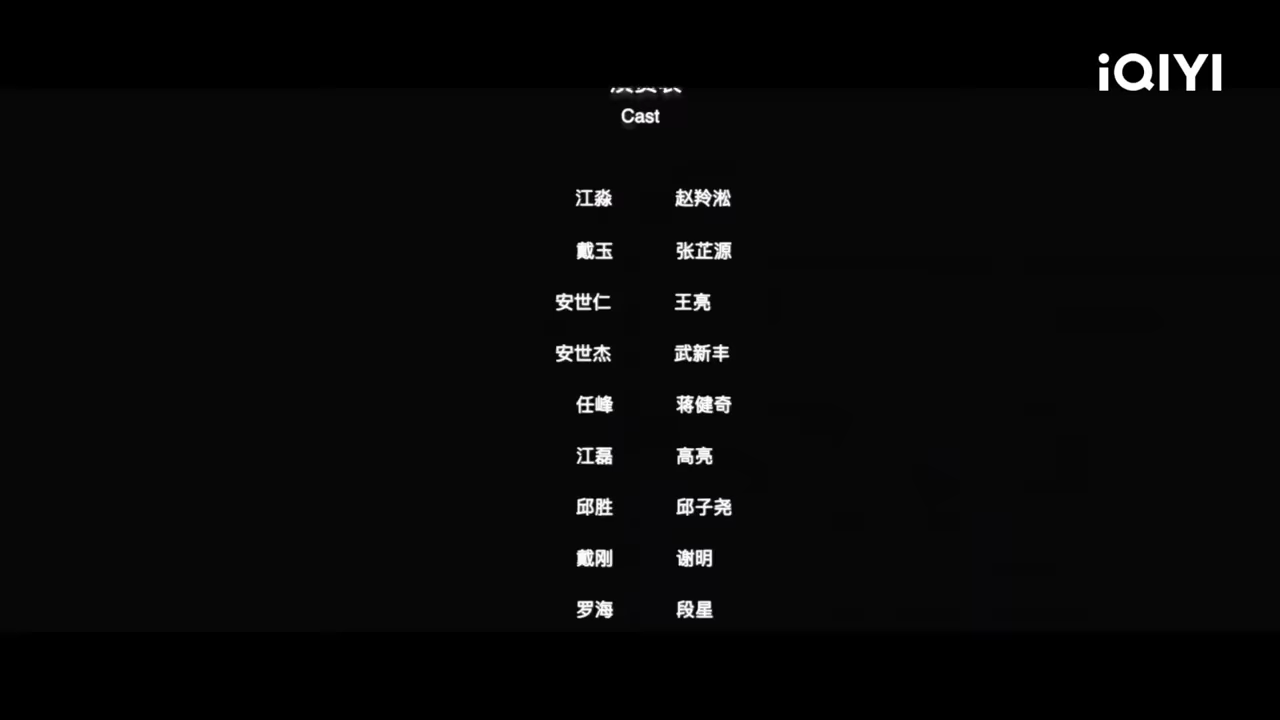 iQIYI
Cast
江淼 赵羚淞
戴玉 张芷源
安世仁 王亮
安世杰 武新丰
任峰 蒋健奇
江磊 高亮
邱胜 邱子尧
戴刚 谢明
罗海 段星